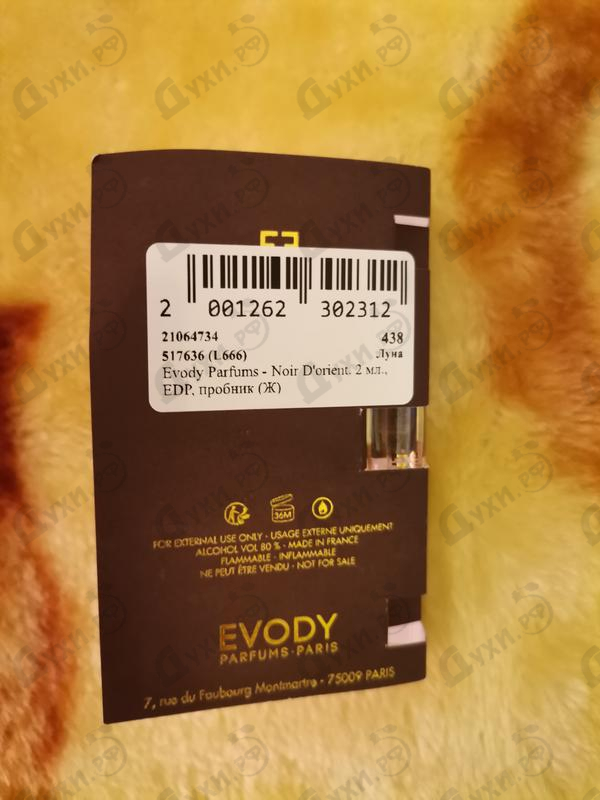 2 001262 302312
21064734 438
517636 (L666) Луна
Evody Parfums - Noir D'orient. 2 мл.,
EDP, пробник (Ж)
36M
FOR EXTERNAL USE ONLY - USAGE EXTERNE UNIQUEMENT
ALCOHOL VOL 80 % - MADE IN FRANCE
FLAMMABLE - INFLAMMABLE
NE PEUT ÊTRE VENDU - NOT FOR SALE
EVODY
PARFUMS·PARIS
7, rue du Faubourg Montmartre - 75009 PARIS
Духи.РФ